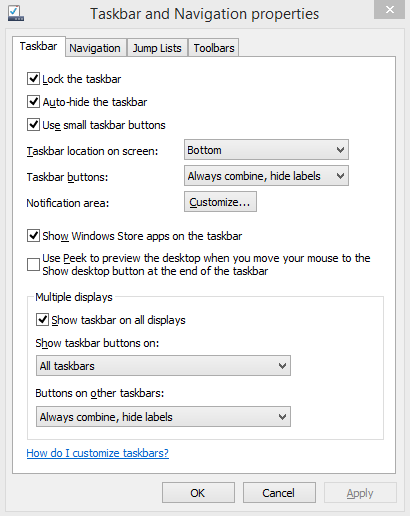 Taskbar and Navigation properties
Taskbar Navigation Jump Lists Toolbars
Lock the taskbar
Auto-hide the taskbar
Use small taskbar buttons
Taskbar location on screen: Bottom
Taskbar buttons: Always combine, hide labels
Notification area: Customize...
Show Windows Store apps on the taskbar
Use Peek to preview the desktop when you move your mouse to the
Show desktop button at the end of the taskbar
Multiple displays
Show taskbar on all displays
Show taskbar buttons on:
All taskbars
Buttons on other taskbars:
Always combine, hide labels
How do I customize taskbars?
OK Cancel Apply